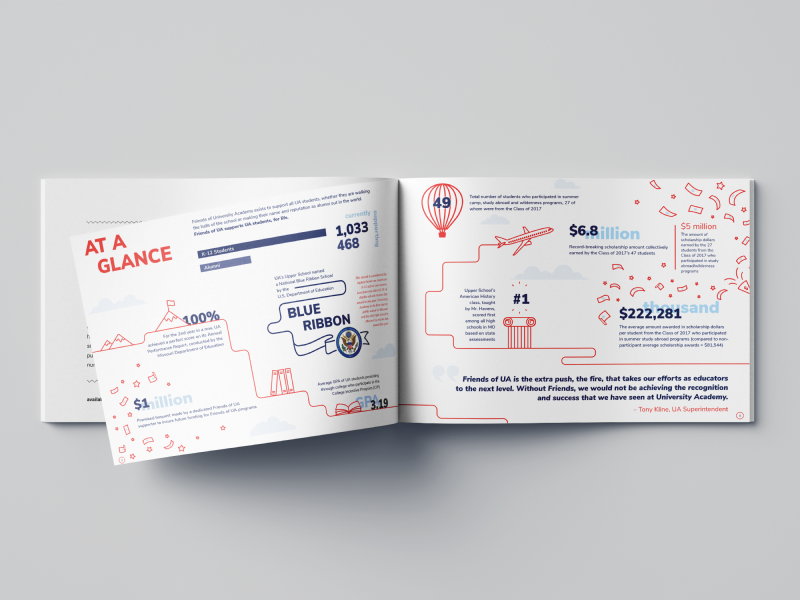 AT A
GLANCE
Friends of University Academy exists to support all UA students, whether they are walking
the halls of the school or making their name and reputation as alumni out in the world.
Friends of UA supports UA students, for life.
currently
supporting
K-12 Students
1,033
Alumni
468
UA's Upper School named
a National Blue Ribbon School
by the
U.S. Department of Education
BLUE
RIBBON
100%
For the 2nd year in a row, UA
achieved a perfect score on its Annual
Performance Report, conducted by the
Missouri Department of Education
$1 million
Promised bequest made by a dedicated Friends of UA
supporter to ensure future funding for Friends of UA programs.
Average GPA of UA students persisting
through college who participate in the
College Incentive Program (CIP)
GPA
3.19
availab
49
Total number of students who participated in summer
camp, study abroad and wilderness programs, 27 of
whom were from the Class of 2017
$6.8 million
Record-breaking scholarship amount collectively
earned by the Class of 2017's 47 students
$5 million
The amount of
scholarship dollars
earned by the 27
students from the
Class of 2017 who
participated in study
abroad/wilderness
programs
Upper School's
American History
class, taught
by Mr. Havens,
scored first
among all high
schools in MO
based on state
assessments
#1
thousand
$222,281
The average amount awarded in scholarship dollars
per student from the Class of 2017 who participated
in summer study abroad programs (compared to non-
participant average scholarship awards = $81,544)
Friends of UA is the extra push, the fire, that takes our efforts as educators
to the next level. Without Friends, we would not be achieving the recognition
and success that we have seen at University Academy.
– Tony Kline, UA Superintendent